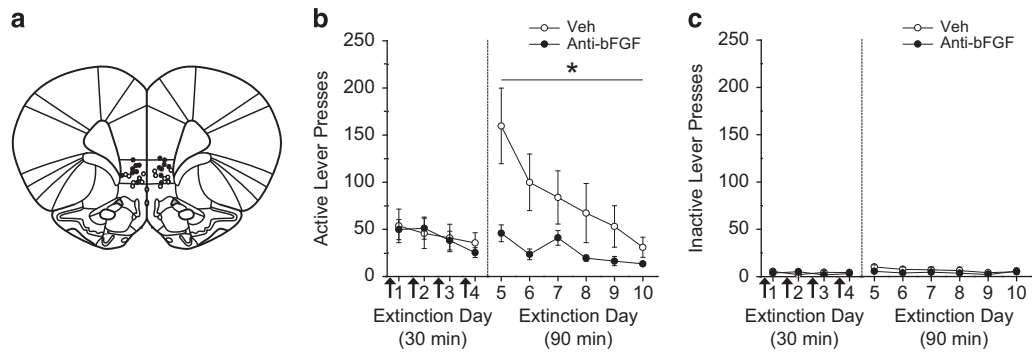 a
b
Veh
Anti-bFGF
250
200
150
100
50
0
Active Lever Presses
*
1 2 3 4 5 6 7 8 9 10
Extinction Day Extinction Day
(30 min) (90 min)
c
Veh
Anti-bFGF
250
200
150
100
50
0
Inactive Lever Presses
1 2 3 4 5 6 7 8 9 10
Extinction Day Extinction Day
(30 min) (90 min)